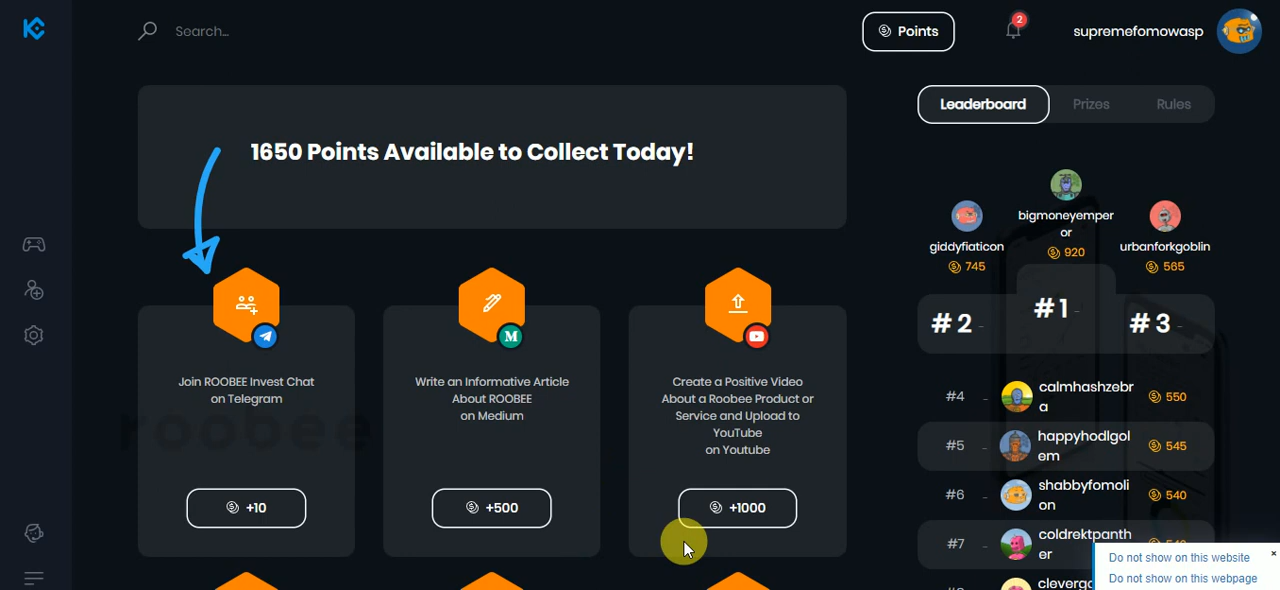 Search...
Points
2
supremefomowasp
1650 Points Available to Collect Today!
Leaderboard
Prizes
Rules
bigmoneyemper
or
920
giddyfiaticon
745
urbanforkgoblin
565
#1
#2
#3
Join ROOBEE Invest Chat
on Telegram
+10
M
Write an Informative Article
About ROOBEE
on Medium
+500
Create a Positive Video
About a Roobee Product or
Service and Upload to
YouTube
on Youtube
+1000
roobee
#4
calmhashzebr
a
550
#5
happyhodlgol
em
545
#6
shabbyfomoli
on
540
#7
coldrektpanth
er
Do not show on this website
Do not show on this webpage